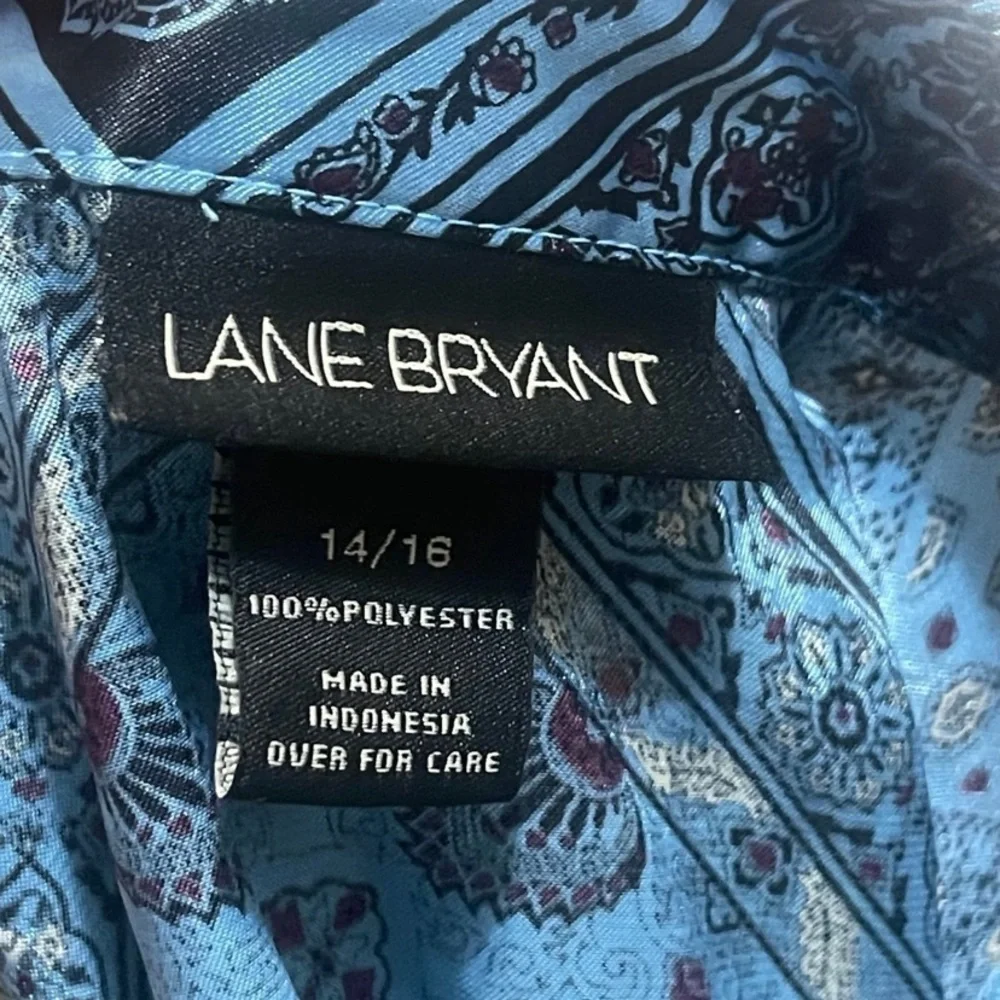 LANE BRYANT
14/16
100% POLYESTER
MADE IN
INDONESIA
OVER FOR CARE